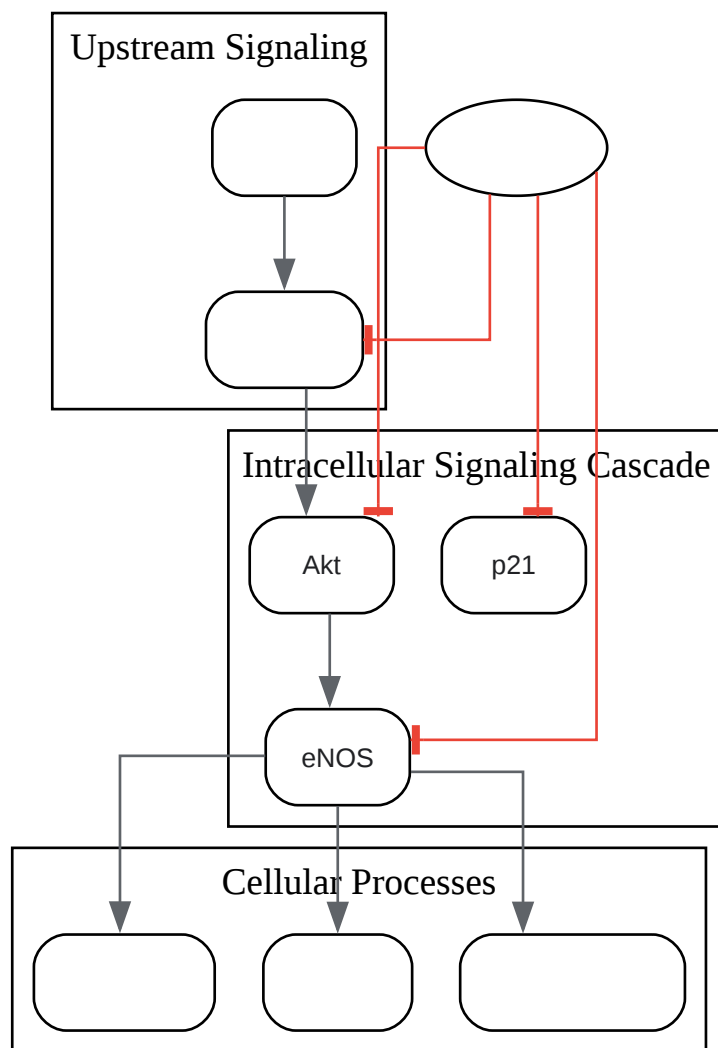 Upstream Signaling
Intracellular Signaling Cascade
Akt
p21
eNOS
Cellular Processes